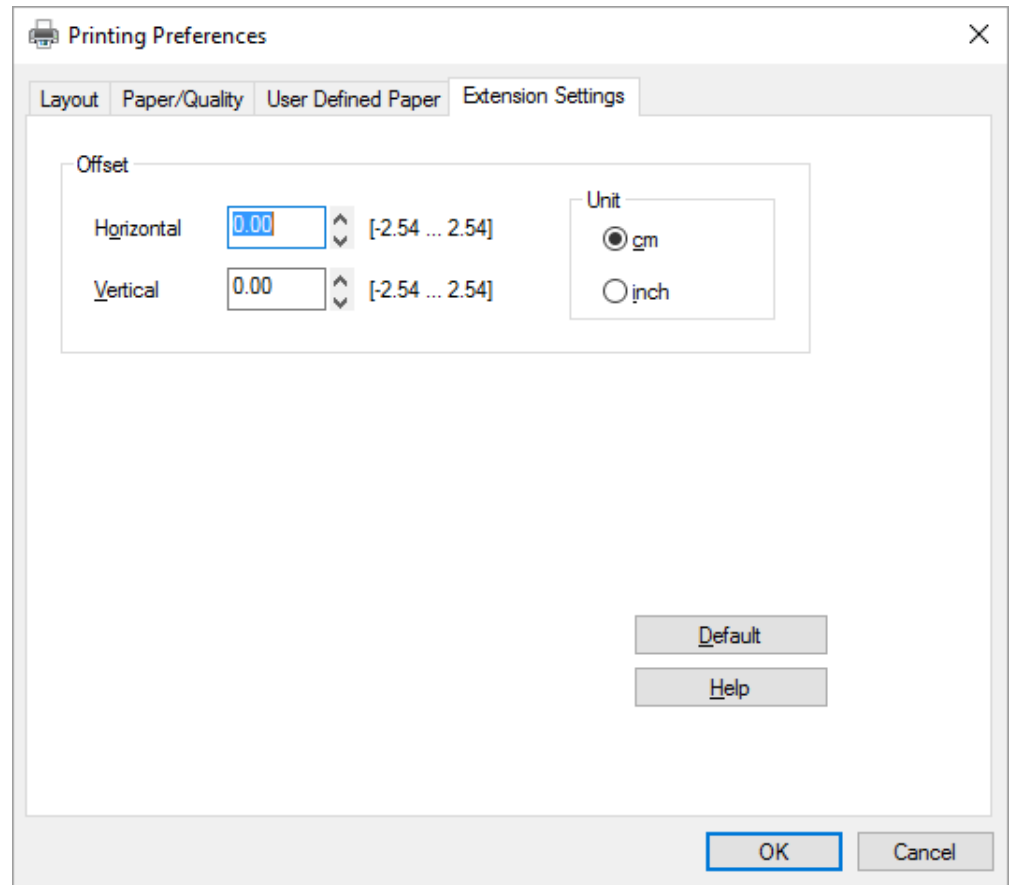 Printing Preferences
Layout Paper/Quality User Defined Paper Extension Settings
Offset
Unit
Horizontal 0.00 [-2.54 ... 2.54]
cm
Vertical 0.00 [-2.54 ... 2.54]
inch
Default
Help
OK Cancel